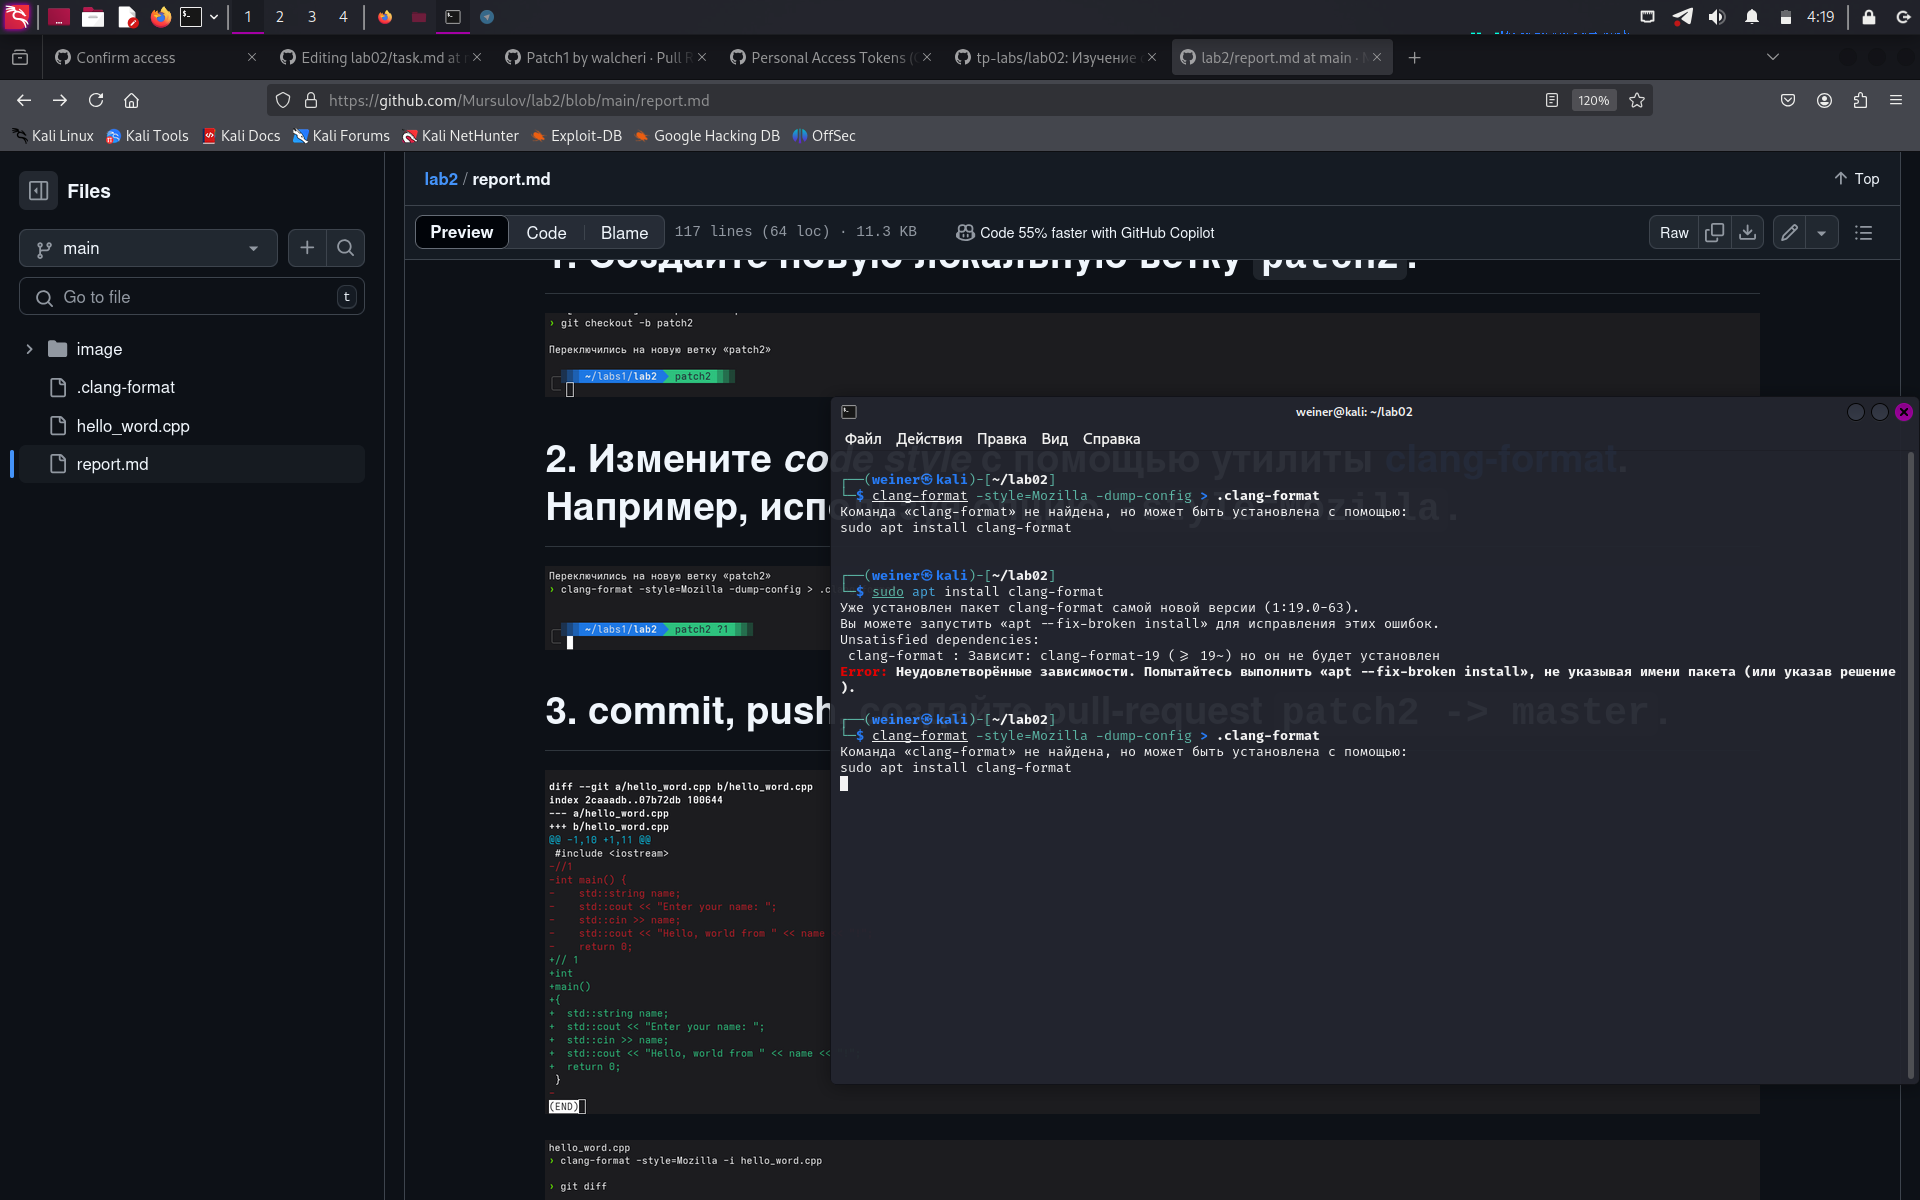 1 2 3 4 4:19
Confirm access
Editing lab02/task.md at
Patch1 by walcheri · Pull R
Personal Access Tokens (
tp-labs/lab02: Изучение
lab2/report.md at main ·
https://github.com/Mursulov/lab2/blob/main/report.md 120%
Kali Linux Kali Tools Kali Docs Kali Forums Kali NetHunter Exploit-DB Google Hacking DB OffSec
Files
main
Go to file t
image
.clang-format
hello_word.cpp
report.md
lab2 / report.md Top
Preview Code Blame 117 lines (64 loc) · 11.3 KB Code 55% faster with GitHub Copilot Raw
1. Создайте новую локальную ветку patch2.
› git checkout -b patch2
Переключились на новую ветку «patch2»
~/labs1/lab2 patch2
2. Измените code style с помощью утилиты clang-format.
Например, исп
Переключились на новую ветку «patch2»
› clang-format -style=Mozilla -dump-config > .c
~/labs1/lab2 patch2 ?1
3. commit, push, создайте pull-request patch2 -> master.
diff --git a/hello_word.cpp b/hello_word.cpp
index 2caaadb..07b72db 100644
--- a/hello_word.cpp
+++ b/hello_word.cpp
@@ -1,10 +1,11 @@
#include <iostream>
-//1
-int main() {
-    std::string name;
-    std::cout << "Enter your name: ";
-    std::cin >> name;
-    std::cout << "Hello, world from " << name
-    return 0;
+// 1
+int
+main()
+{
+  std::string name;
+  std::cout << "Enter your name: ";
+  std::cin >> name;
+  std::cout << "Hello, world from " << name <<
+  return 0;
}
-
(END)
hello_word.cpp
› clang-format -style=Mozilla -i hello_word.cpp
› git diff
weiner@kali: ~/lab02
Файл Действия Правка Вид Справка
┌──(weiner㉿kali)-[~/lab02]
└─$ clang-format -style=Mozilla -dump-config > .clang-format
Команда «clang-format» не найдена, но может быть установлена с помощью:
sudo apt install clang-format
┌──(weiner㉿kali)-[~/lab02]
└─$ sudo apt install clang-format
Уже установлен пакет clang-format самой новой версии (1:19.0-63).
Вы можете запустить «apt --fix-broken install» для исправления этих ошибок.
Unsatisfied dependencies:
clang-format : Зависит: clang-format-19 (>= 19~) но он не будет установлен
Error: Неудовлетворённые зависимости. Попытайтесь выполнить «apt --fix-broken install», не указывая имени пакета (или указав решение
).
┌──(weiner㉿kali)-[~/lab02]
└─$ clang-format -style=Mozilla -dump-config > .clang-format
Команда «clang-format» не найдена, но может быть установлена с помощью:
sudo apt install clang-format